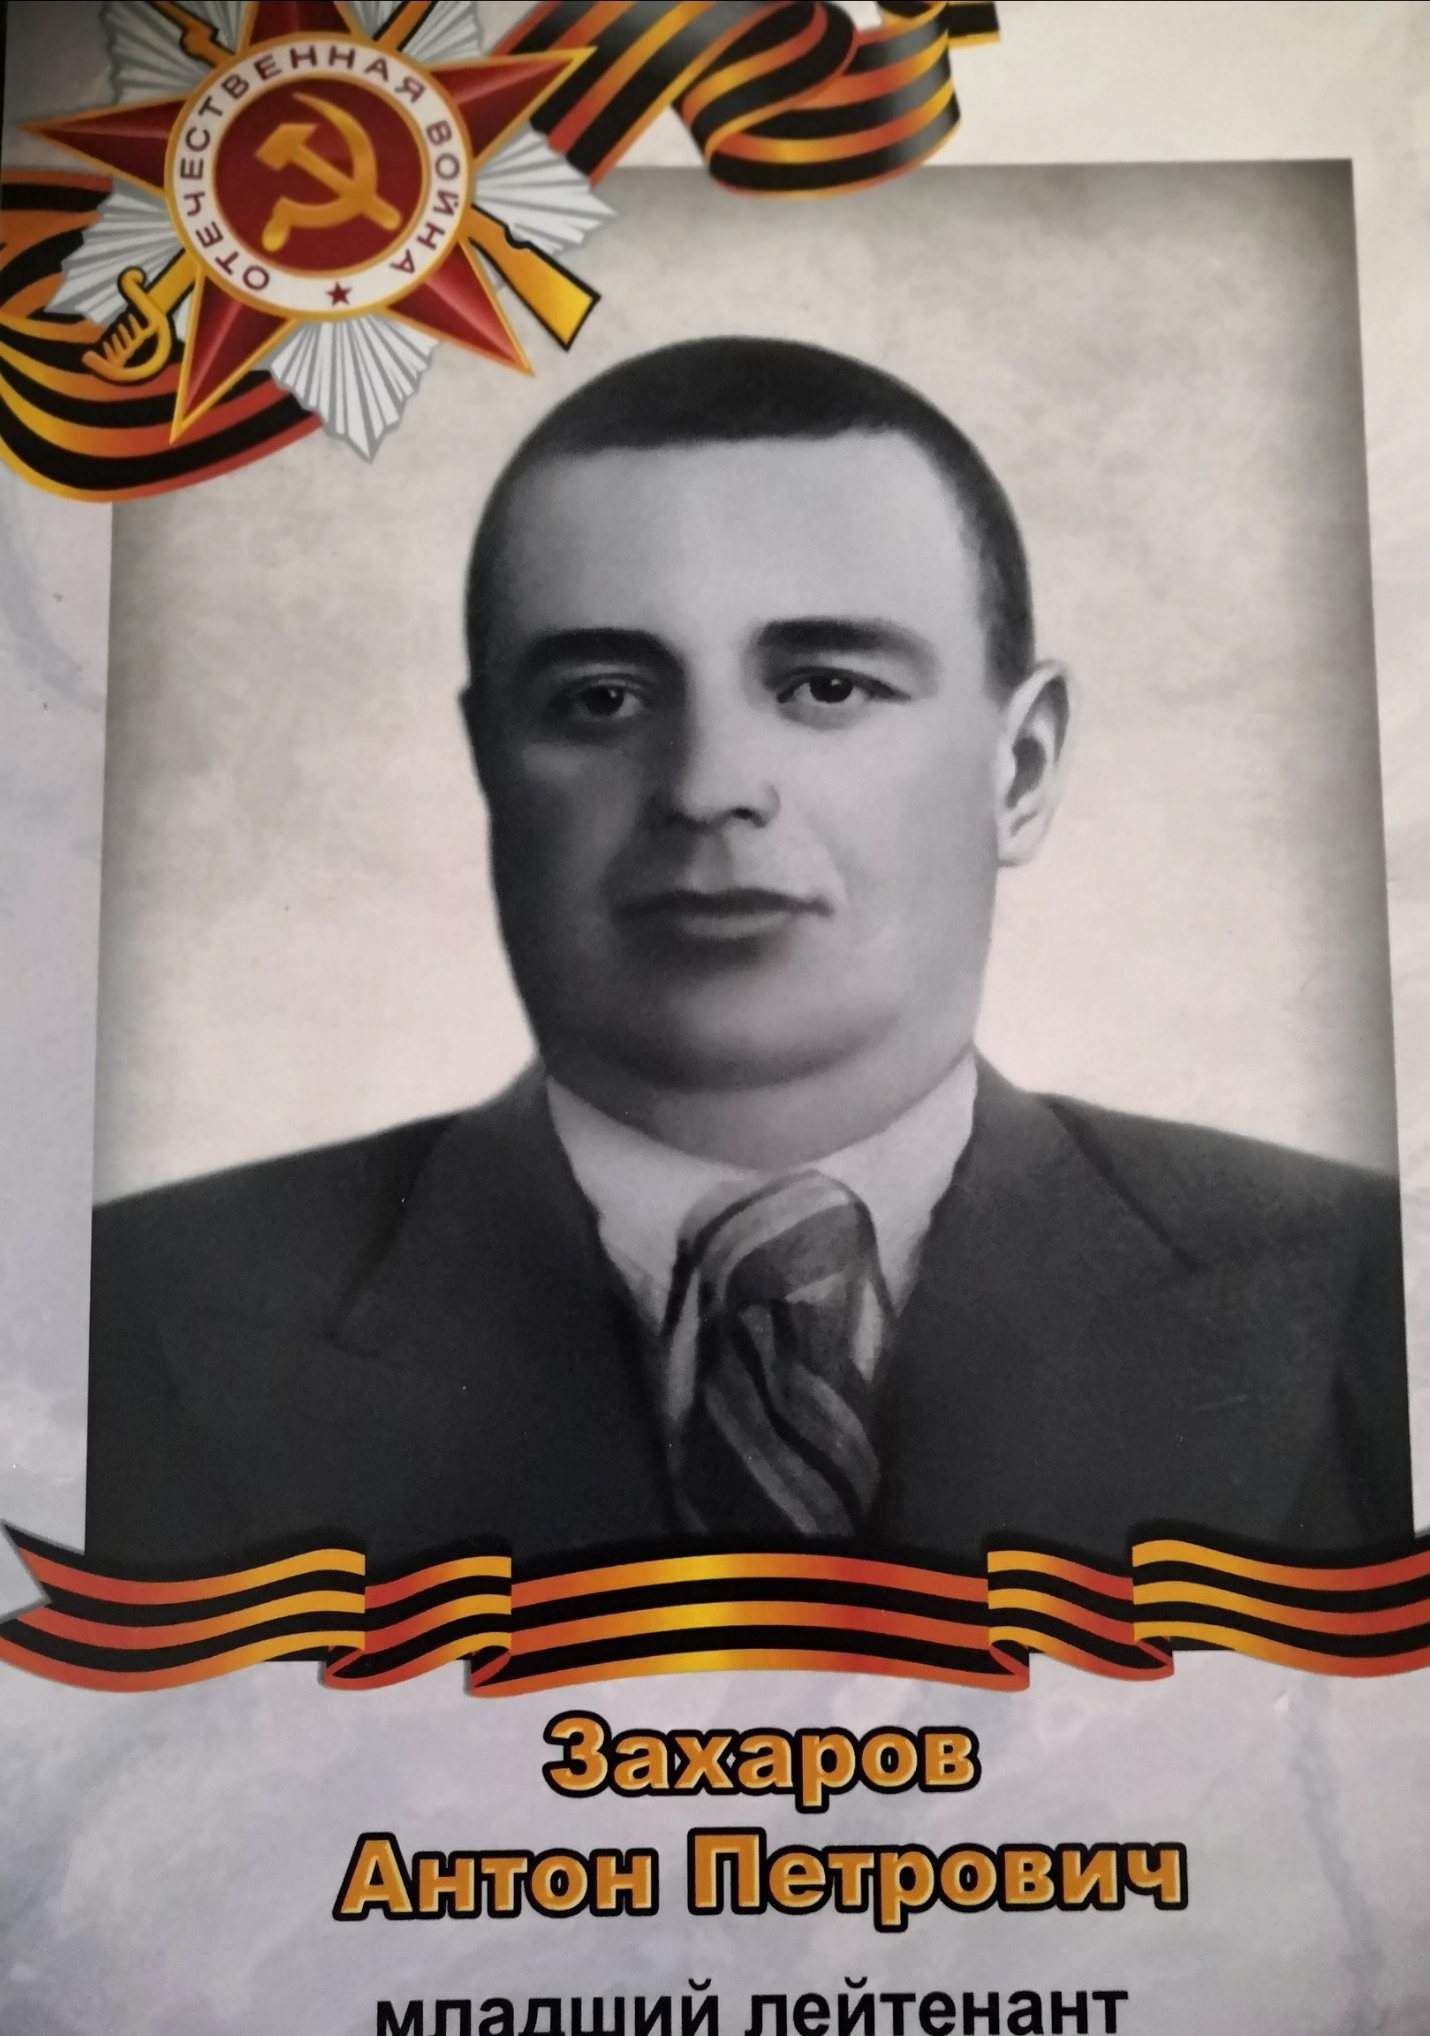 ОТЕЧЕСТВЕННАЯ ВОЙНА
Захаров
Антон Петрович
младший лейтенант